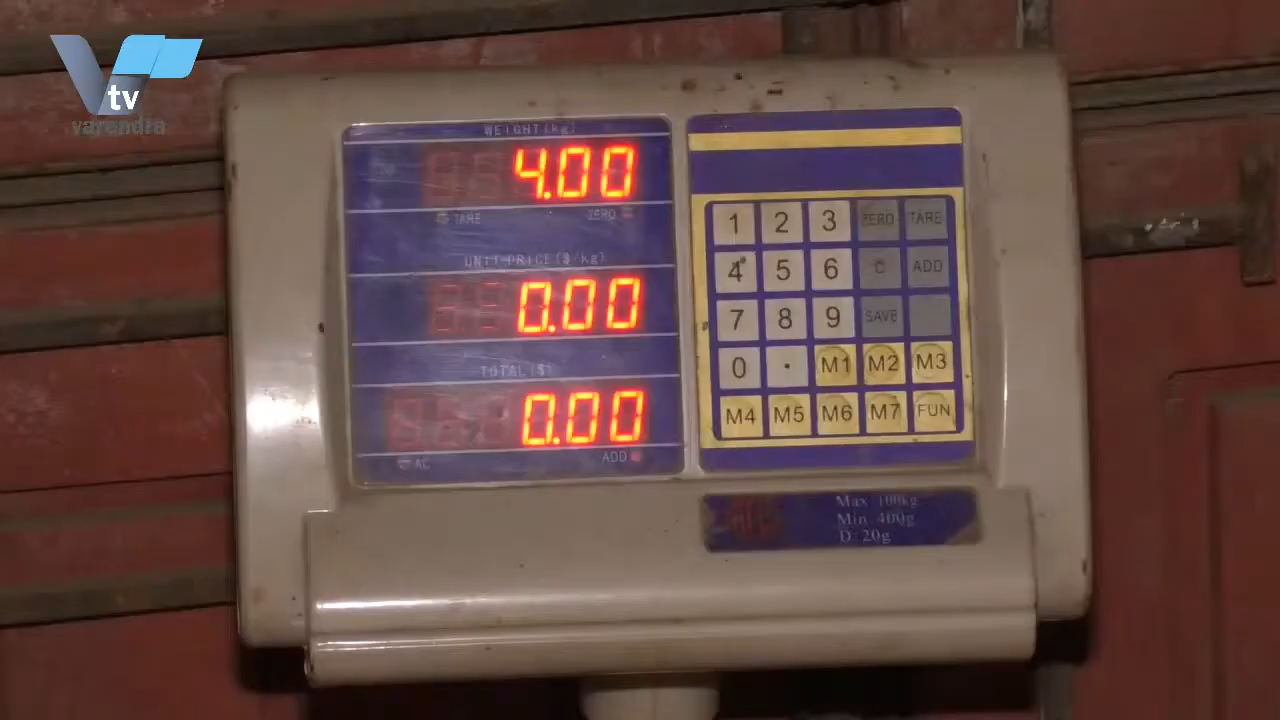 tv
varendra
WEIGHT(kg)
4.00
TARE ZERO
UNIT PRICE($/kg)
0.00
TOTAL($)
0.00
AC ADD
1 2 3 ZERO TARE
4 5 6 C ADD
7 8 9 SAVE
0 . M1 M2 M3
M4 M5 M6 M7 FUN
Max 100kg
Min 400g
D: 20g